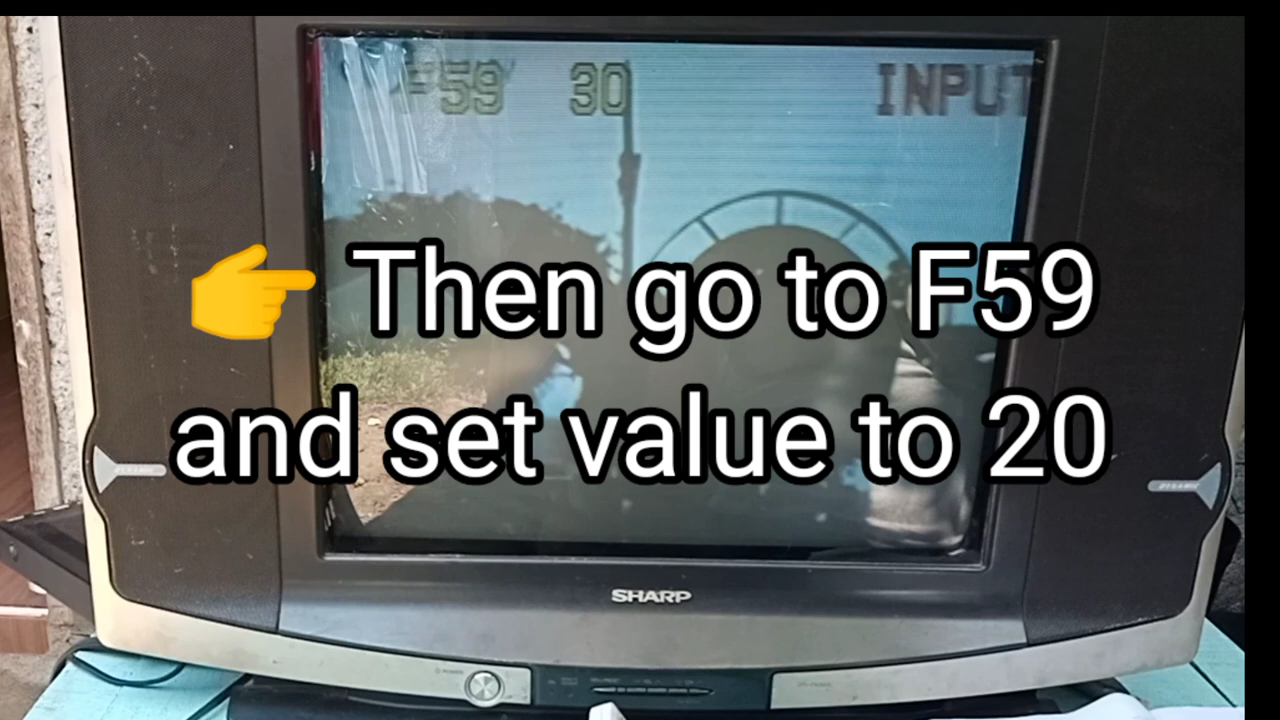 F59 30 INPUT
👉 Then go to F59
and set value to 20
SHARP